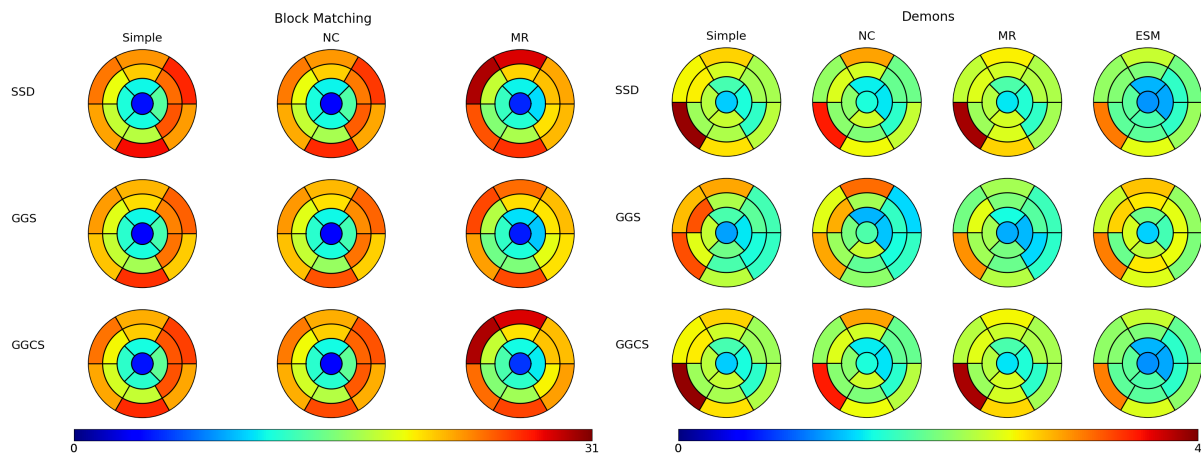 Block Matching
Simple NC MR
SSD
GGS
GGCS
0 31
Demons
Simple NC MR ESM
SSD
GGS
GGCS
0 4